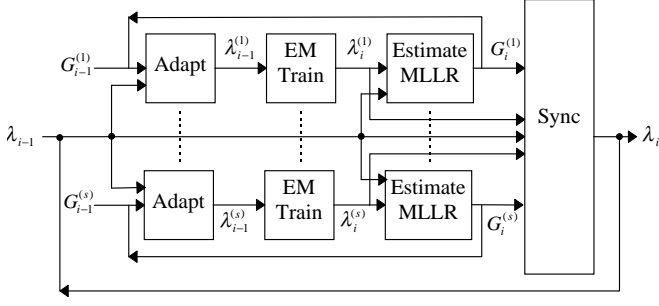 G_{i-1}^{(1)} Adapt λ_{i-1}^{(1)} EM Train λ_i^{(1)} Estimate MLLR G_i^{(1)}
λ_{i-1} Sync λ_i
G_{i-1}^{(s)} Adapt λ_{i-1}^{(s)} EM Train λ_i^{(s)} Estimate MLLR G_i^{(s)}